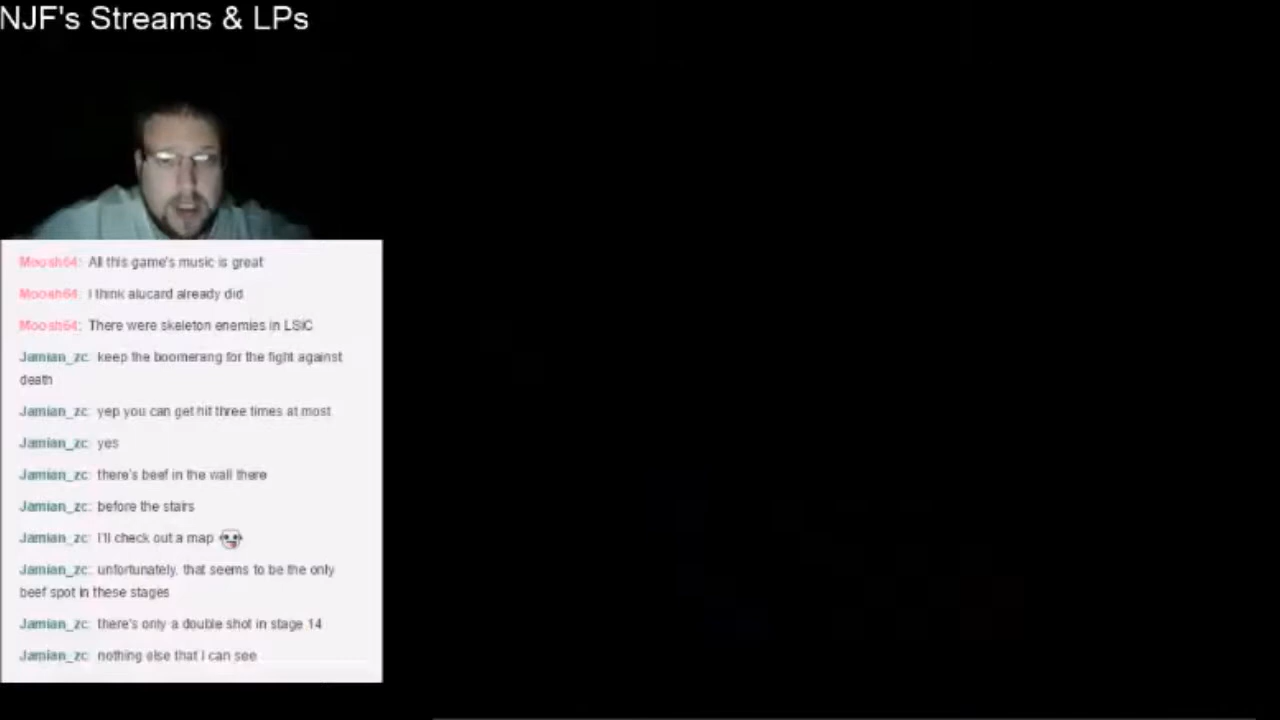 NJF's Streams & LPs
Moosh64: All this game's music is great
Moosh64: I think alucard already did
Moosh64: There were skeleton enemies in LSIC
Jamian_zc: keep the boomerang for the fight against
death
Jamian_zc: yep you can get hit three times at most
Jamian_zc: yes
Jamian_zc: there's beef in the wall there
Jamian_zc: before the stairs
Jamian_zc: I'll check out a map
Jamian_zc: unfortunately, that seems to be the only
beef spot in these stages
Jamian_zc: there's only a double shot in stage 14
Jamian_zc: nothing else that I can see